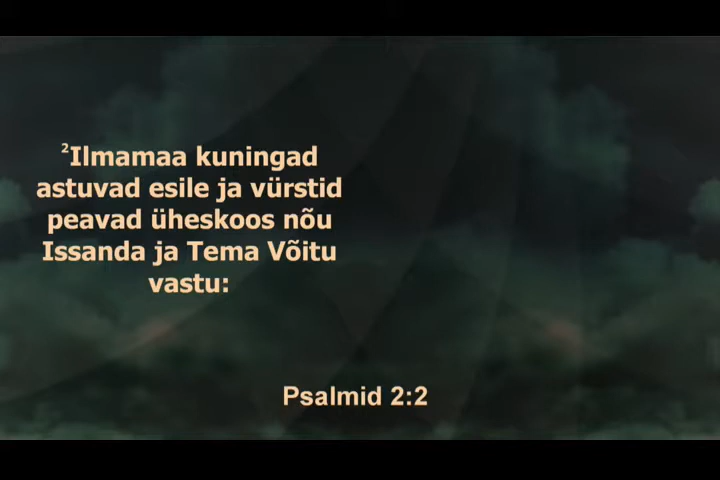 ²Ilmamaa kuningad
astuvad esile ja vürstid
peavad üheskoos nõu
Issanda ja Tema Võitu
vastu:
Psalmid 2:2